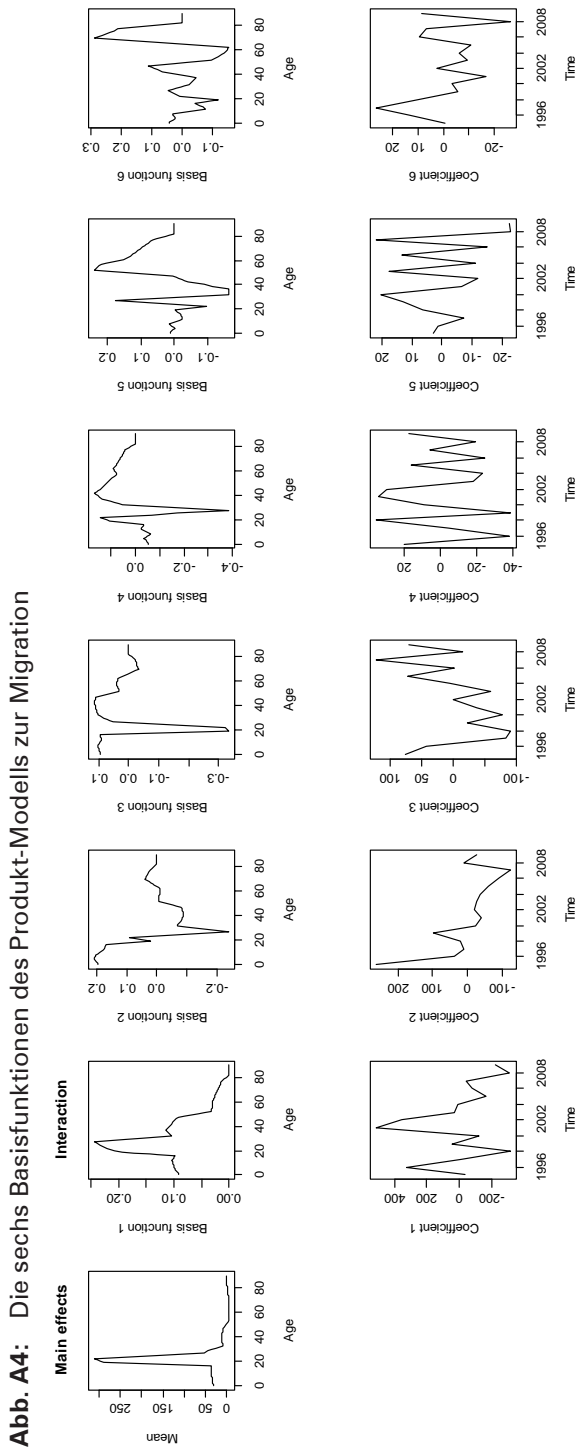 Abb. A4: Die sechs Basisfunktionen des Produkt-Modells zur Migration
Main effects
Mean
0 50 150 250
0 20 40 60 80
Age
Interaction
Basis function 1
0.00 0.10 0.20
0 20 40 60 80
Age
Basis function 2
-0.2 0.0 0.1 0.2
0 20 40 60 80
Age
Basis function 3
-0.3 -0.1 0.0 0.1
0 20 40 60 80
Age
Basis function 4
-0.4 -0.2 0.0
0 20 40 60 80
Age
Basis function 5
-0.1 0.0 0.1 0.2
0 20 40 60 80
Age
Basis function 6
-0.1 0.0 0.1 0.2 0.3
0 20 40 60 80
Age
Coefficient 1
-200 0 200 400
1996 2002 2008
Time
Coefficient 2
-100 0 100 200
1996 2002 2008
Time
Coefficient 3
-100 0 50 100
1996 2002 2008
Time
Coefficient 4
-40 -20 0 20
1996 2002 2008
Time
Coefficient 5
-20 -10 0 10 20
1996 2002 2008
Time
Coefficient 6
-20 0 10 20
1996 2002 2008
Time